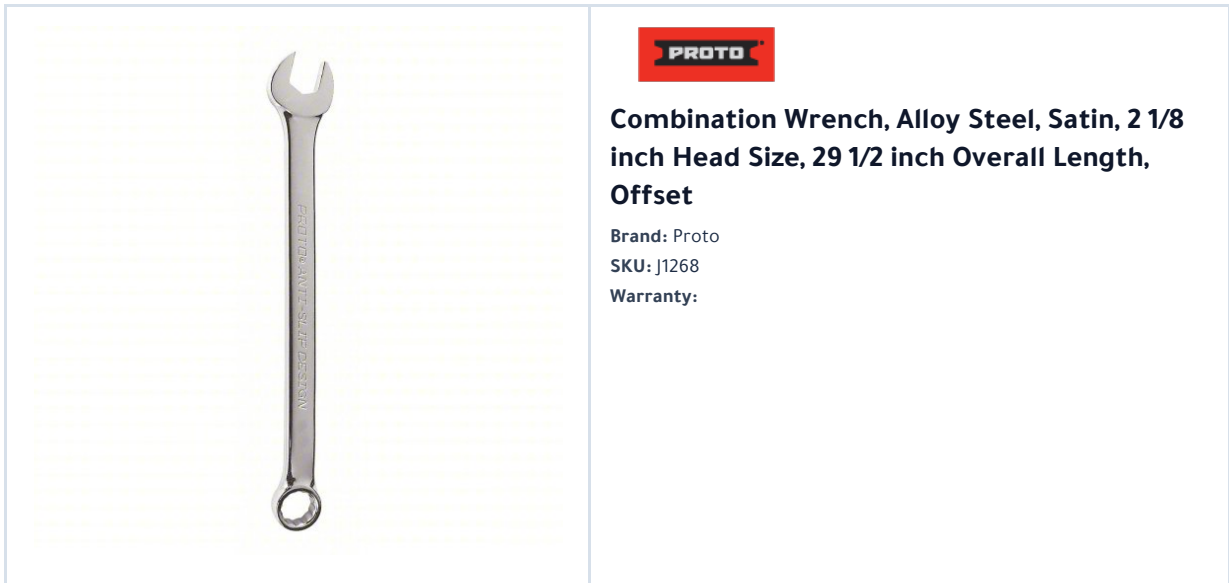 PROTO® ANTI-SLIP DESIGN
PROTO
Combination Wrench, Alloy Steel, Satin, 2 1/8
inch Head Size, 29 1/2 inch Overall Length,
Offset
Brand: Proto
SKU: J1268
Warranty: